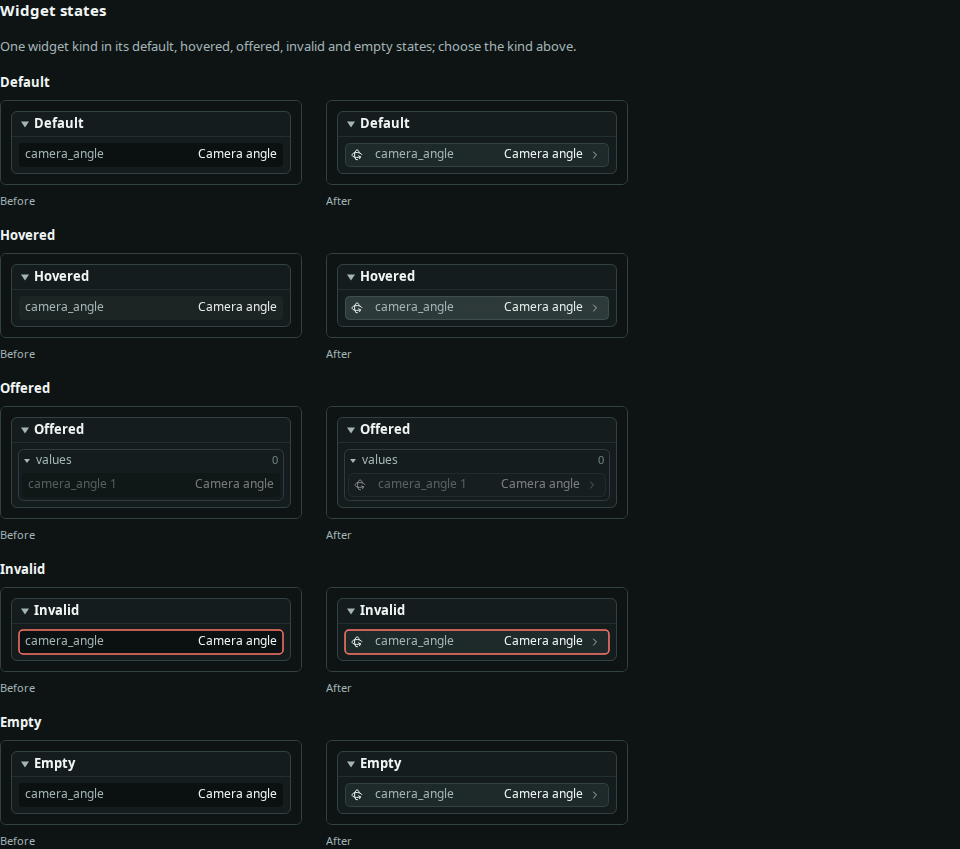 Widget states
One widget kind in its default, hovered, offered, invalid and empty states; choose the kind above.
Default
Default
camera_angle Camera angle
Before
Default
camera_angle Camera angle
After
Hovered
Hovered
camera_angle Camera angle
Before
Hovered
camera_angle Camera angle
After
Offered
Offered
values 0
camera_angle 1 Camera angle
Before
Offered
values 0
camera_angle 1 Camera angle
After
Invalid
Invalid
camera_angle Camera angle
Before
Invalid
camera_angle Camera angle
After
Empty
Empty
camera_angle Camera angle
Before
Empty
camera_angle Camera angle
After